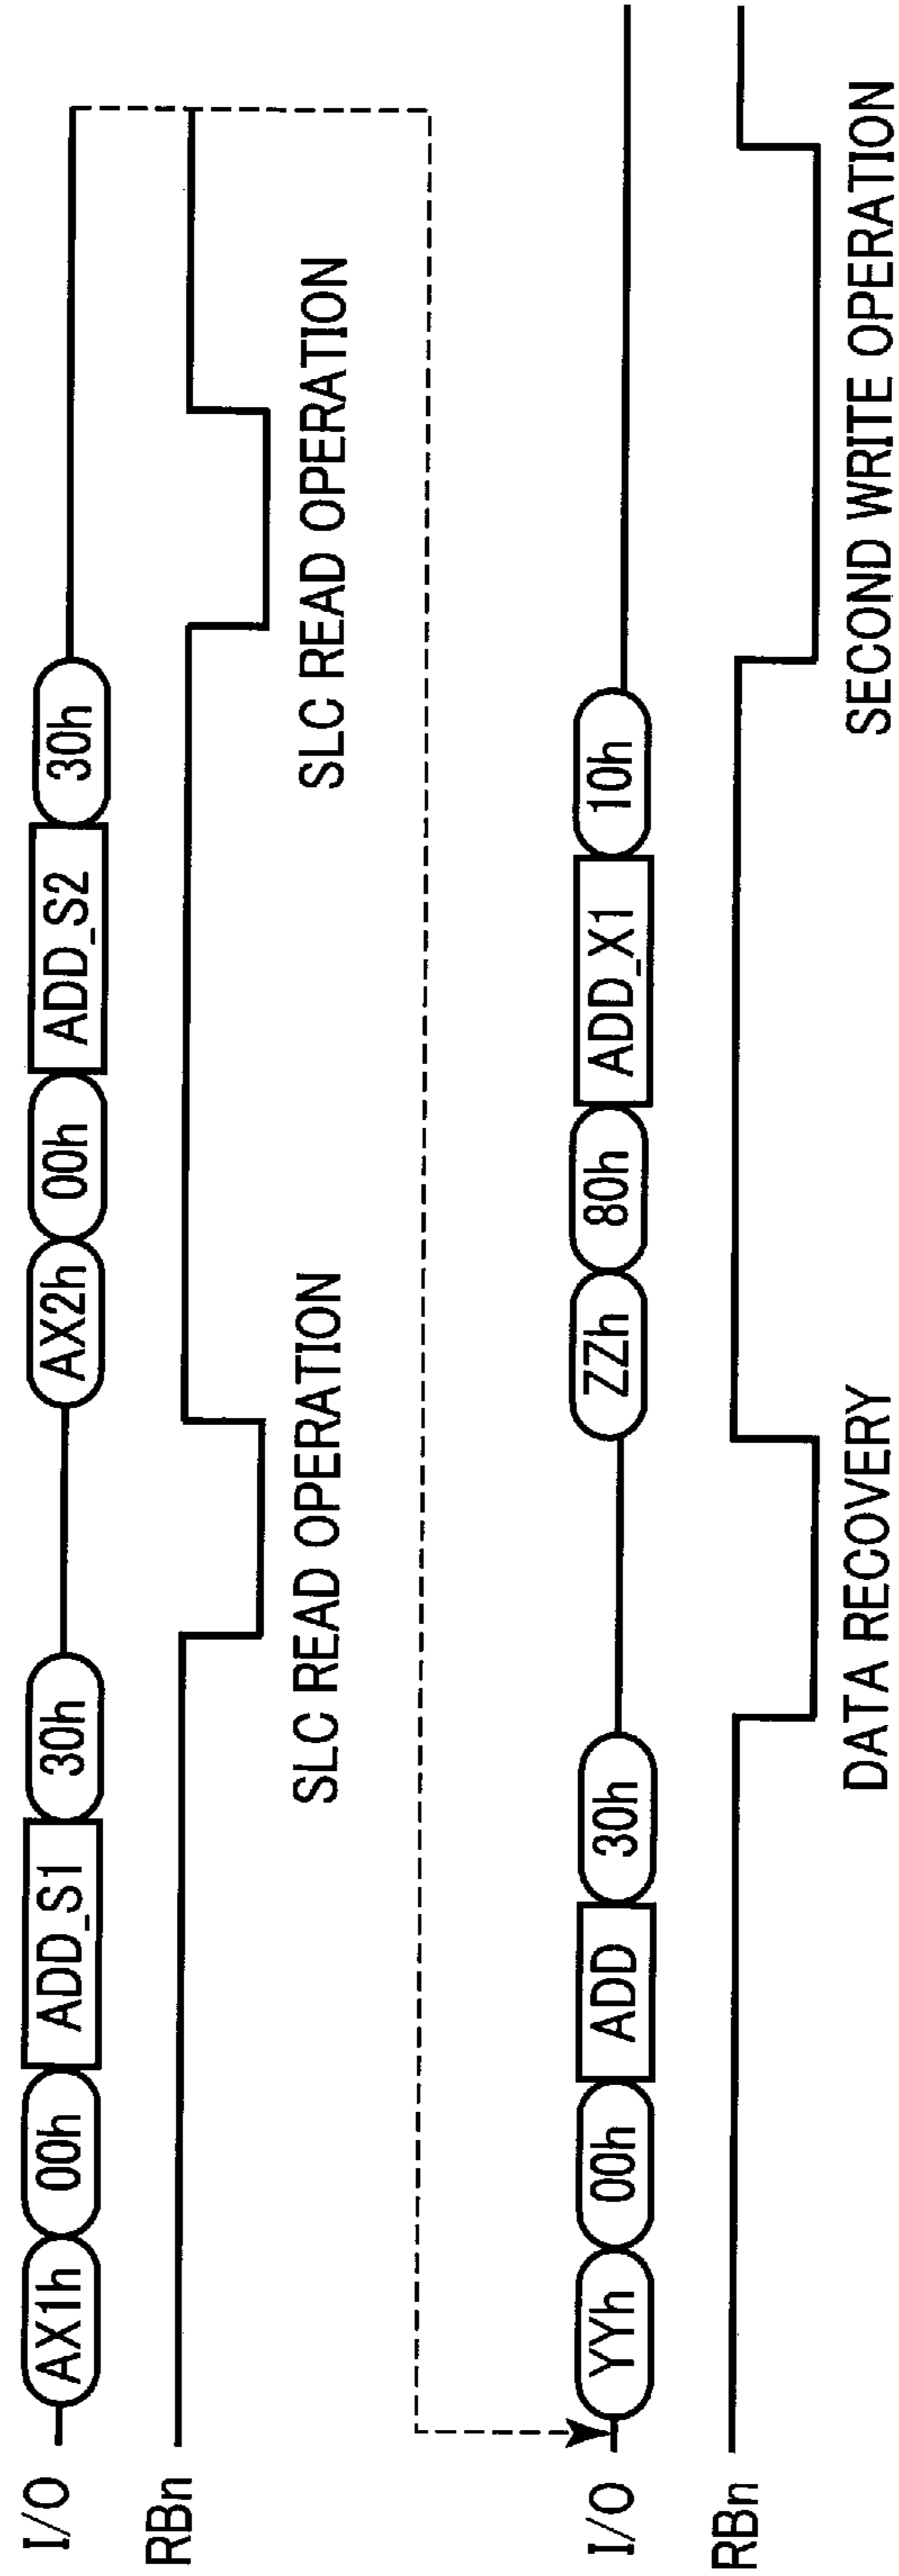 I/O AX1h 00h ADD_S1 30h AX2h 00h ADD_S2 30h
RBn
SLC READ OPERATION SLC READ OPERATION
I/O YYh 00h ADD 30h ZZh 80h ADD_X1 10h
RBn
DATA RECOVERY SECOND WRITE OPERATION